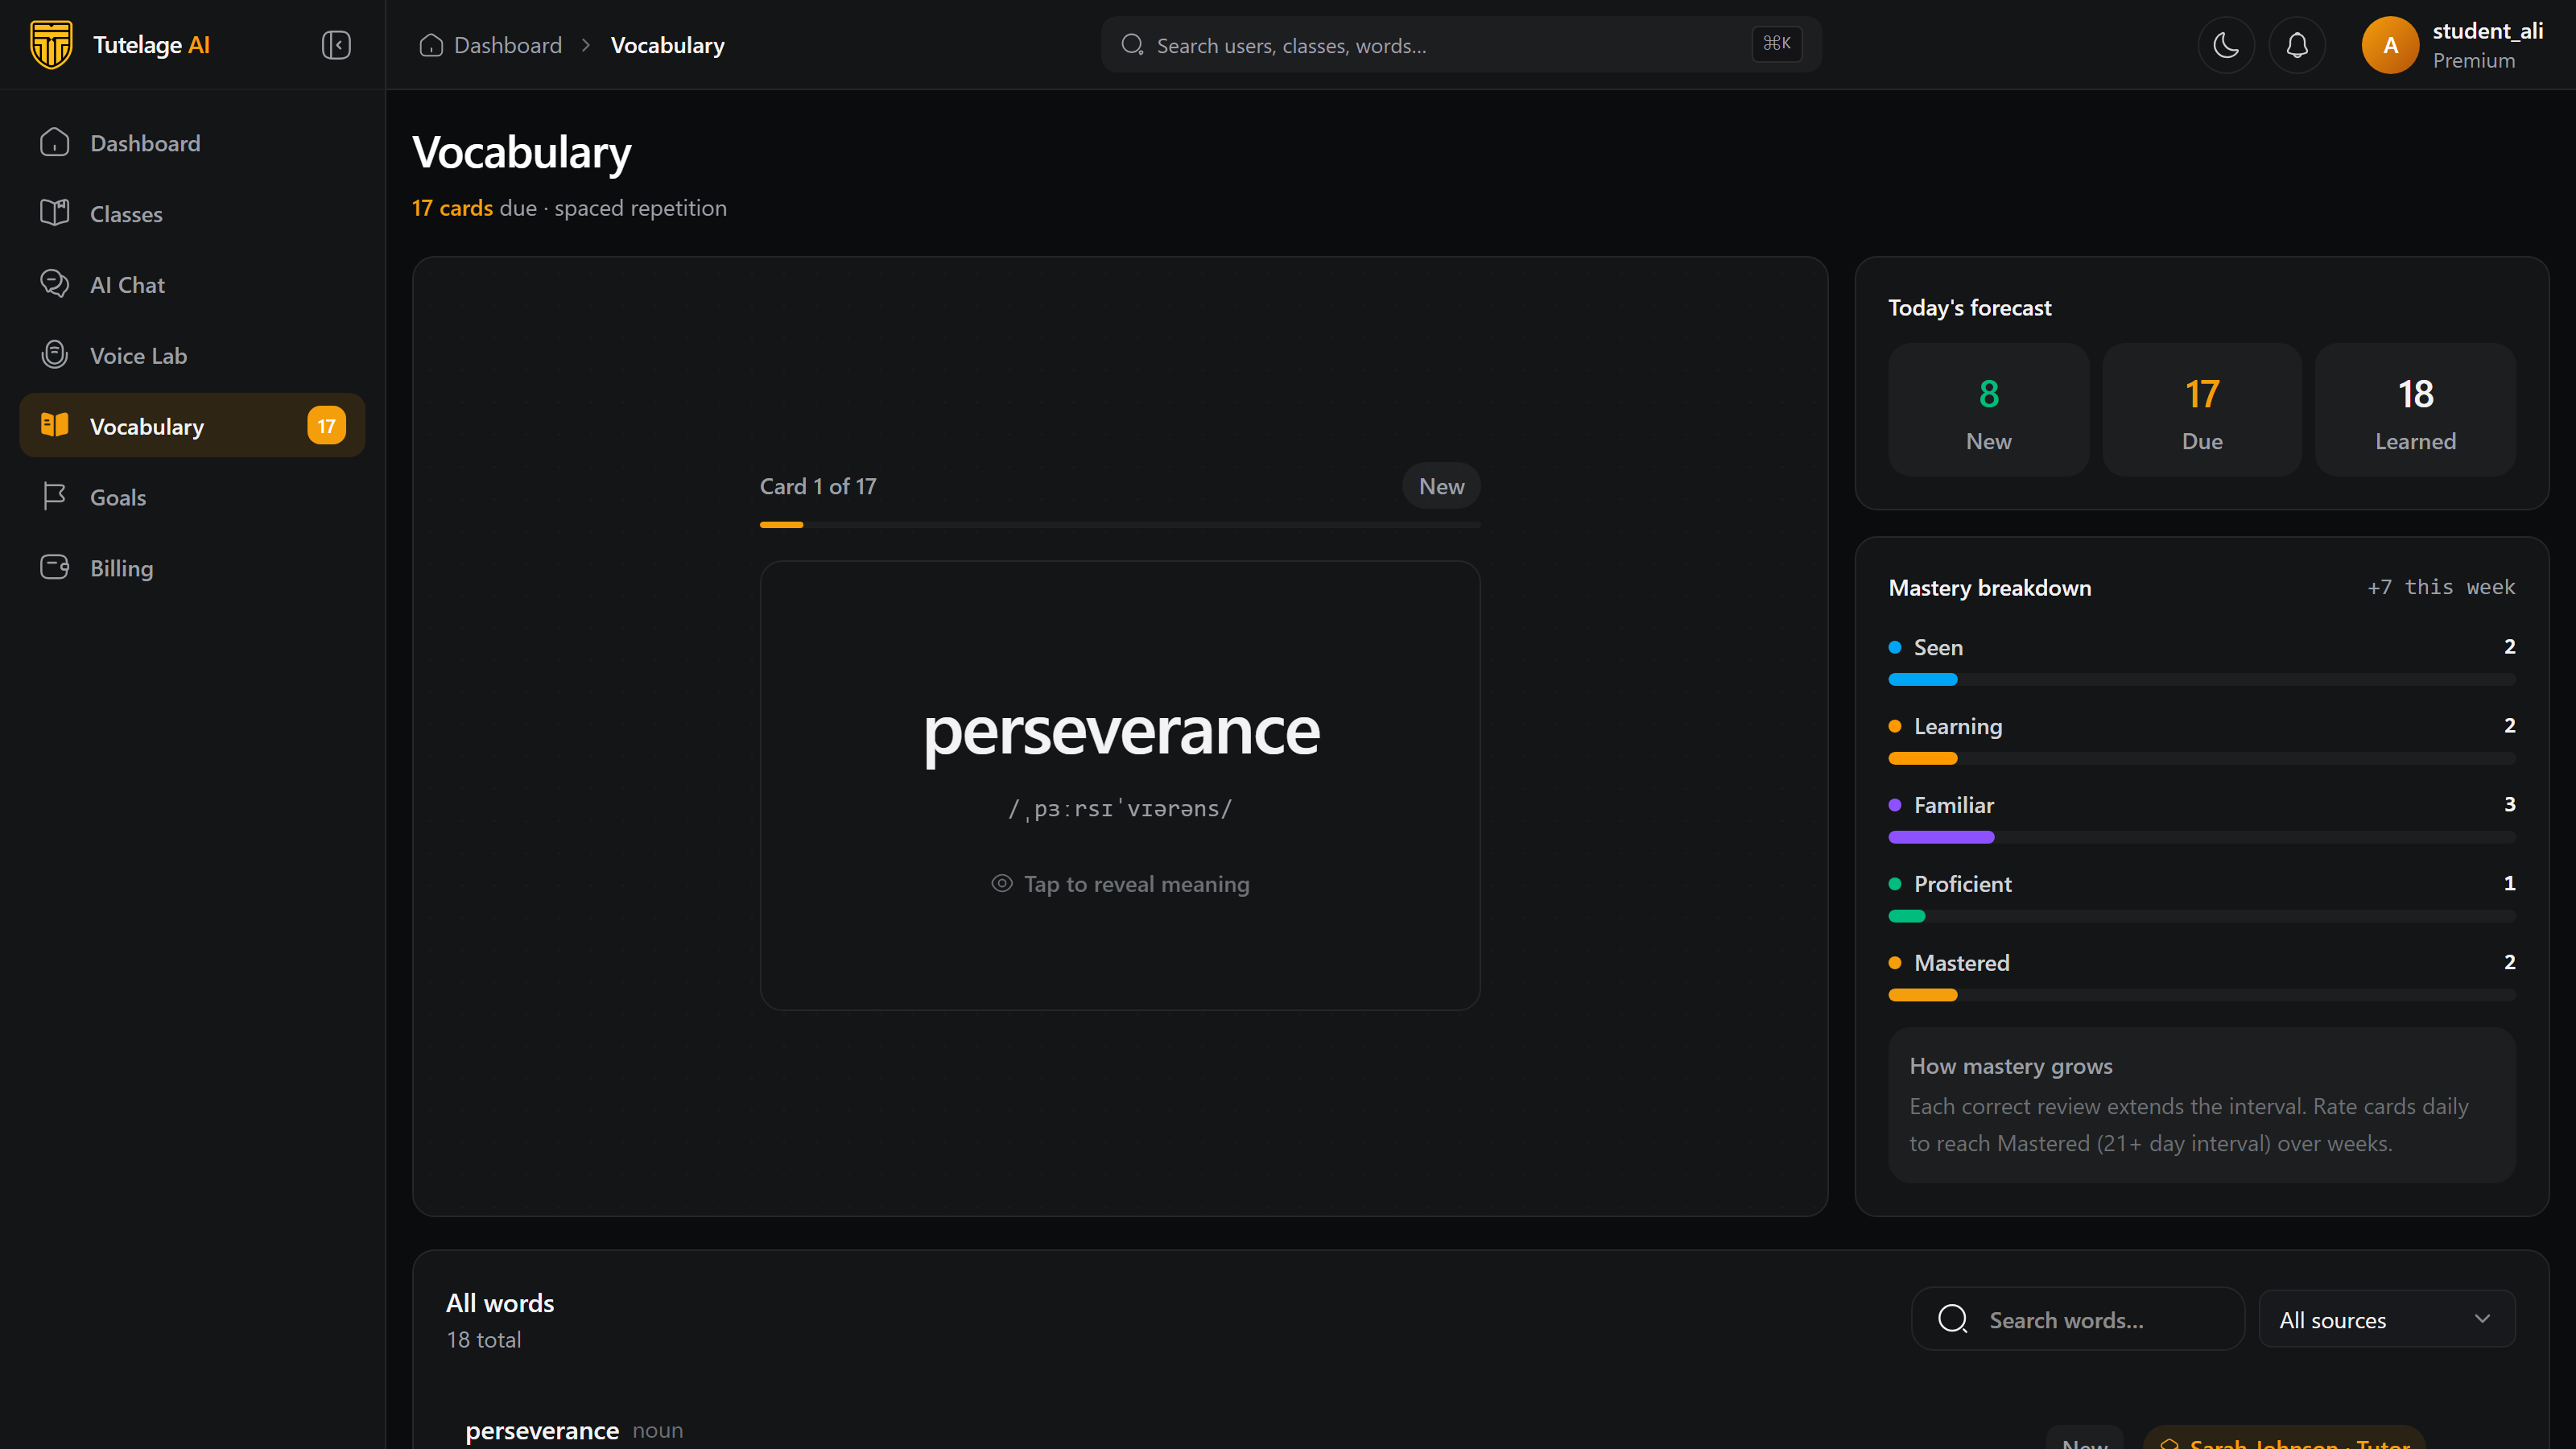 Tutelage AI
Dashboard > Vocabulary
Search users, classes, words...
⌘K
A
student_ali
Premium
Dashboard
Classes
AI Chat
Voice Lab
Vocabulary 17
Goals
Billing
Vocabulary
17 cards due · spaced repetition
Card 1 of 17
New
perseverance
/ˌpɜːrsɪˈvɪərəns/
Tap to reveal meaning
Today's forecast
8
New
17
Due
18
Learned
Mastery breakdown
+7 this week
Seen 2
Learning 2
Familiar 3
Proficient 1
Mastered 2
How mastery grows
Each correct review extends the interval. Rate cards daily
to reach Mastered (21+ day interval) over weeks.
All words
18 total
Search words...
All sources
perseverance noun
New
Sarah Johnson · Tutor